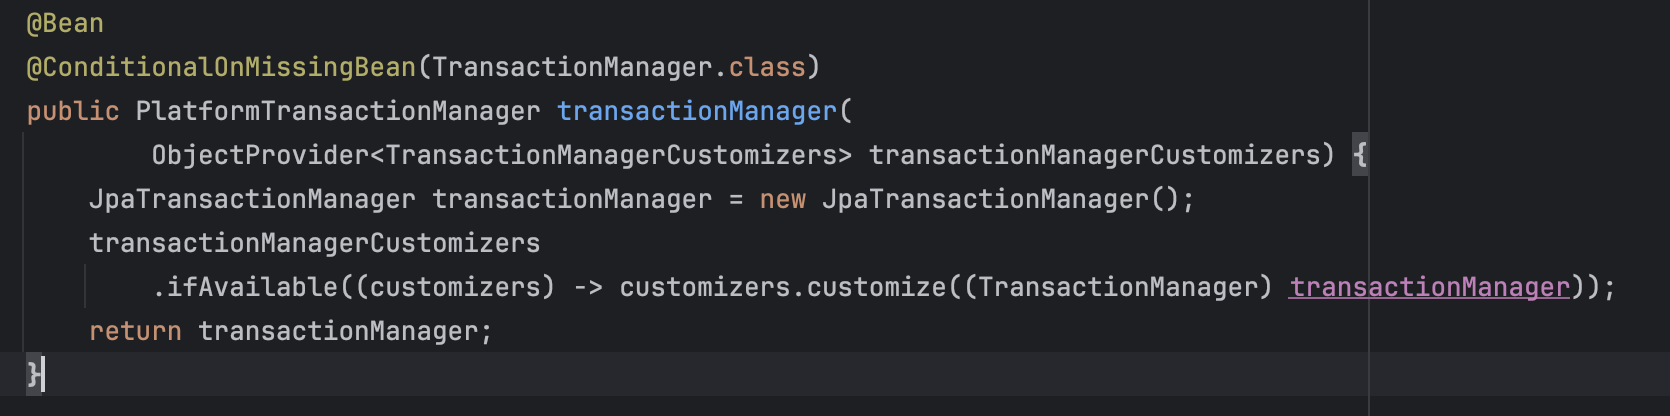 @Bean
@ConditionalOnMissingBean(TransactionManager.class)
public PlatformTransactionManager transactionManager(
        ObjectProvider<TransactionManagerCustomizers> transactionManagerCustomizers) {
    JpaTransactionManager transactionManager = new JpaTransactionManager();
    transactionManagerCustomizers
        .ifAvailable((customizers) -> customizers.customize((TransactionManager) transactionManager));
    return transactionManager;
}